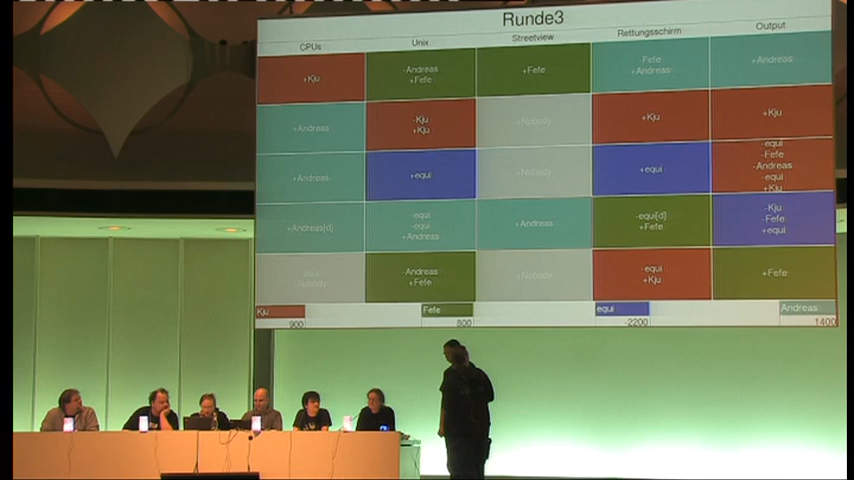 Runde3
CPUs Unix Streetview Rettungsschirm Output
+Kju
-Andreas
+Fefe
+Fefe
-Fefe
+Andreas
+Andreas
+Andreas
-Kju
+Kju
+Nobody
+Kju
+Kju
+Andreas
+equi
+Nobody
+equi
-equi
-Fefe
-Andreas
-equi
+Kju
+Andreas[d]
-equi
-equi
+Andreas
+Andreas
-equi[d]
+Fefe
-Kju
-Fefe
+equi
Nobody
-Andreas
+Fefe
+Nobody
-equi
+Kju
+Fefe
Kju Fefe equi Andreas
900 800 -2200 1400